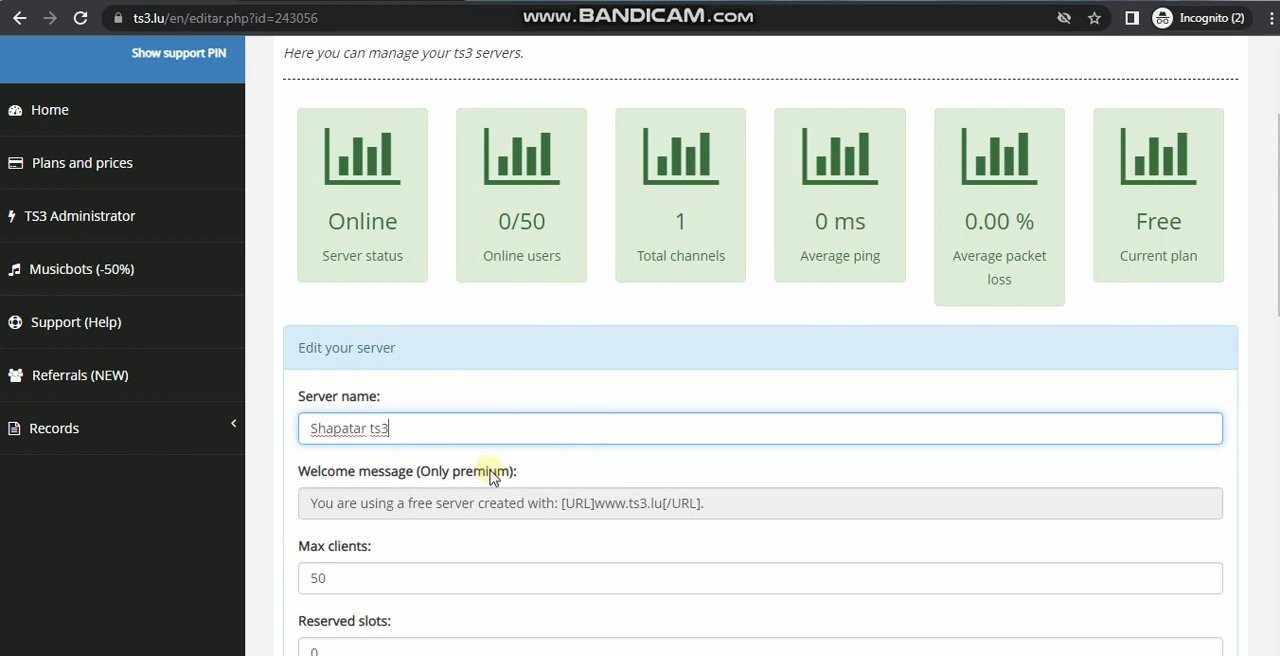 www.BANDICAM.com
ts3.lu/en/editar.php?id=243056
Incognito (2)
Show support PIN
Home
Plans and prices
TS3 Administrator
Musicbots (-50%)
Support (Help)
Referrals (NEW)
Records
Here you can manage your ts3 servers.
Online
Server status
0/50
Online users
1
Total channels
0 ms
Average ping
0.00 %
Average packet
loss
Free
Current plan
Edit your server
Server name:
Shapatar ts3
Welcome message (Only premium):
You are using a free server created with: [URL]www.ts3.lu[/URL].
Max clients:
50
Reserved slots:
0